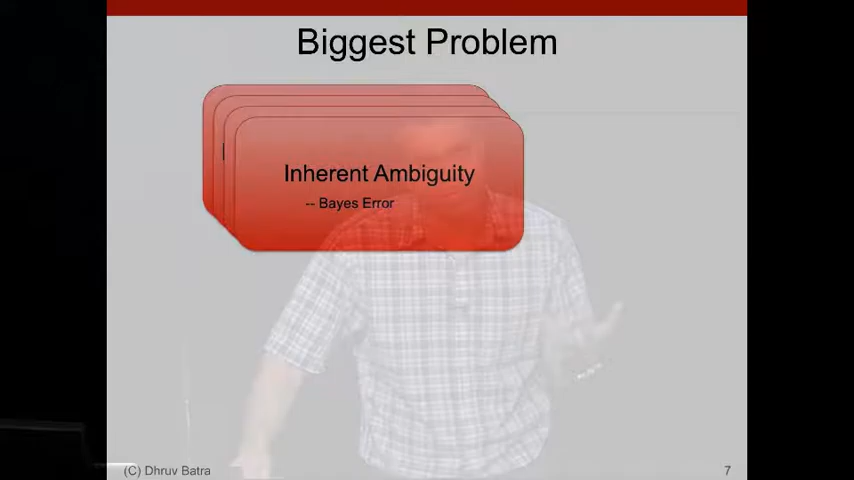 Biggest Problem
Inherent Ambiguity
-- Bayes Error
(C) Dhruv Batra
7